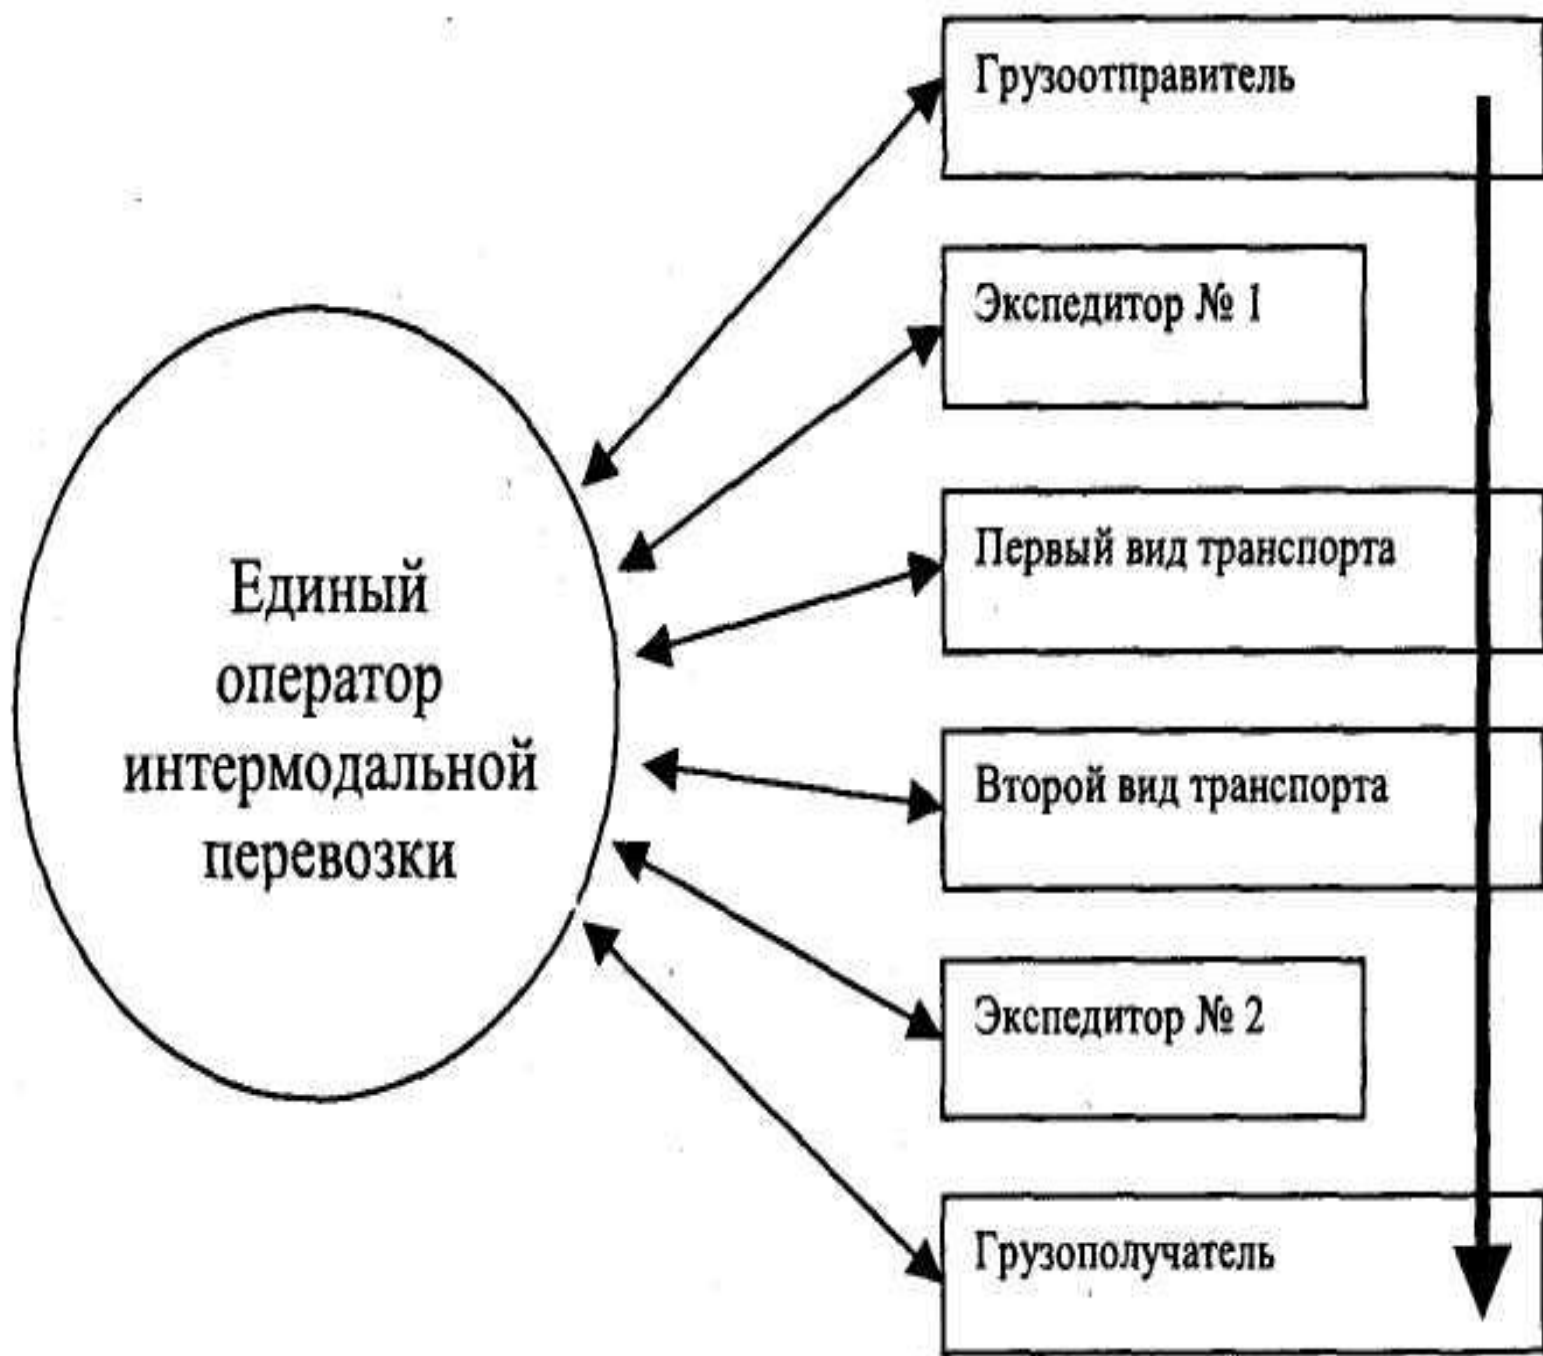 Грузоотправитель
Экспедитор № 1
Первый вид транспорта
Единый
оператор
интермодальной
перевозки
Второй вид транспорта
Экспедитор № 2
Грузополучатель